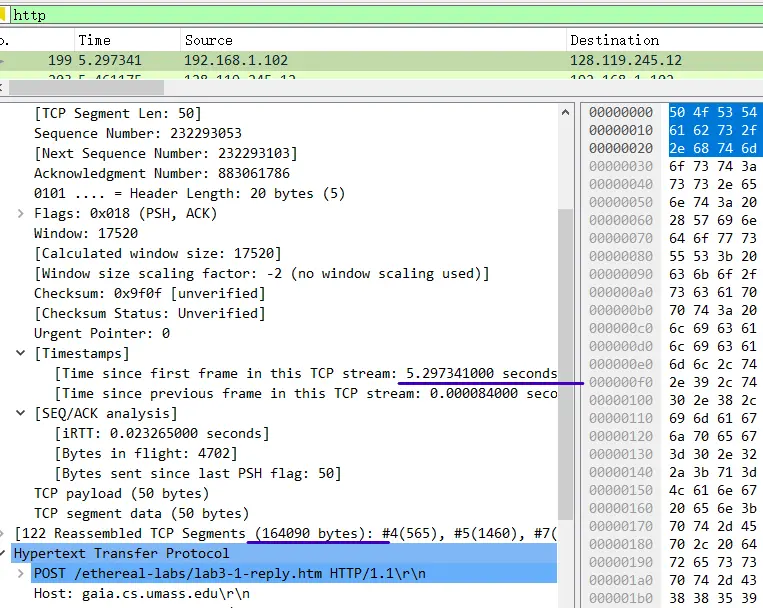 http
o. Time Source Destination
199 5.297341 192.168.1.102 128.119.245.12
[TCP Segment Len: 50]
Sequence Number: 232293053
[Next Sequence Number: 232293103]
Acknowledgment Number: 883061786
0101 .... = Header Length: 20 bytes (5)
Flags: 0x018 (PSH, ACK)
Window: 17520
[Calculated window size: 17520]
[Window size scaling factor: -2 (no window scaling used)]
Checksum: 0x9f0f [unverified]
[Checksum Status: Unverified]
Urgent Pointer: 0
[Timestamps]
[Time since first frame in this TCP stream: 5.297341000 seconds
[Time since previous frame in this TCP stream: 0.000084000 seco
[SEQ/ACK analysis]
[iRTT: 0.023265000 seconds]
[Bytes in flight: 4702]
[Bytes sent since last PSH flag: 50]
TCP payload (50 bytes)
TCP segment data (50 bytes)
[122 Reassembled TCP Segments (164090 bytes): #4(565), #5(1460), #7(
Hypertext Transfer Protocol
POST /ethereal-labs/lab3-1-reply.htm HTTP/1.1\r\n
Host: gaia.cs.umass.edu\r\n
00000000 50 4f 53 54
00000010 61 62 73 2f
00000020 2e 68 74 6d
00000030 6f 73 74 3a
00000040 73 73 2e 65
00000050 6e 74 3a 20
00000060 28 57 69 6e
00000070 64 6f 77 73
00000080 55 53 3b 20
00000090 63 6b 6f 2f
000000a0 73 63 61 70
000000b0 70 74 3a 20
000000c0 6c 69 63 61
000000d0 6c 69 63 61
000000e0 6d 6c 2c 74
000000f0 2e 39 2c 74
00000100 30 2e 38 2c
00000110 69 6d 61 67
00000120 6a 70 65 67
00000130 3d 30 2e 32
00000140 2a 3b 71 3d
00000150 4c 61 6e 67
00000160 20 65 6e 3b
00000170 70 74 2d 45
00000180 70 2c 20 64
00000190 72 65 73 73
000001a0 70 74 2d 43
000001b0 38 38 35 39